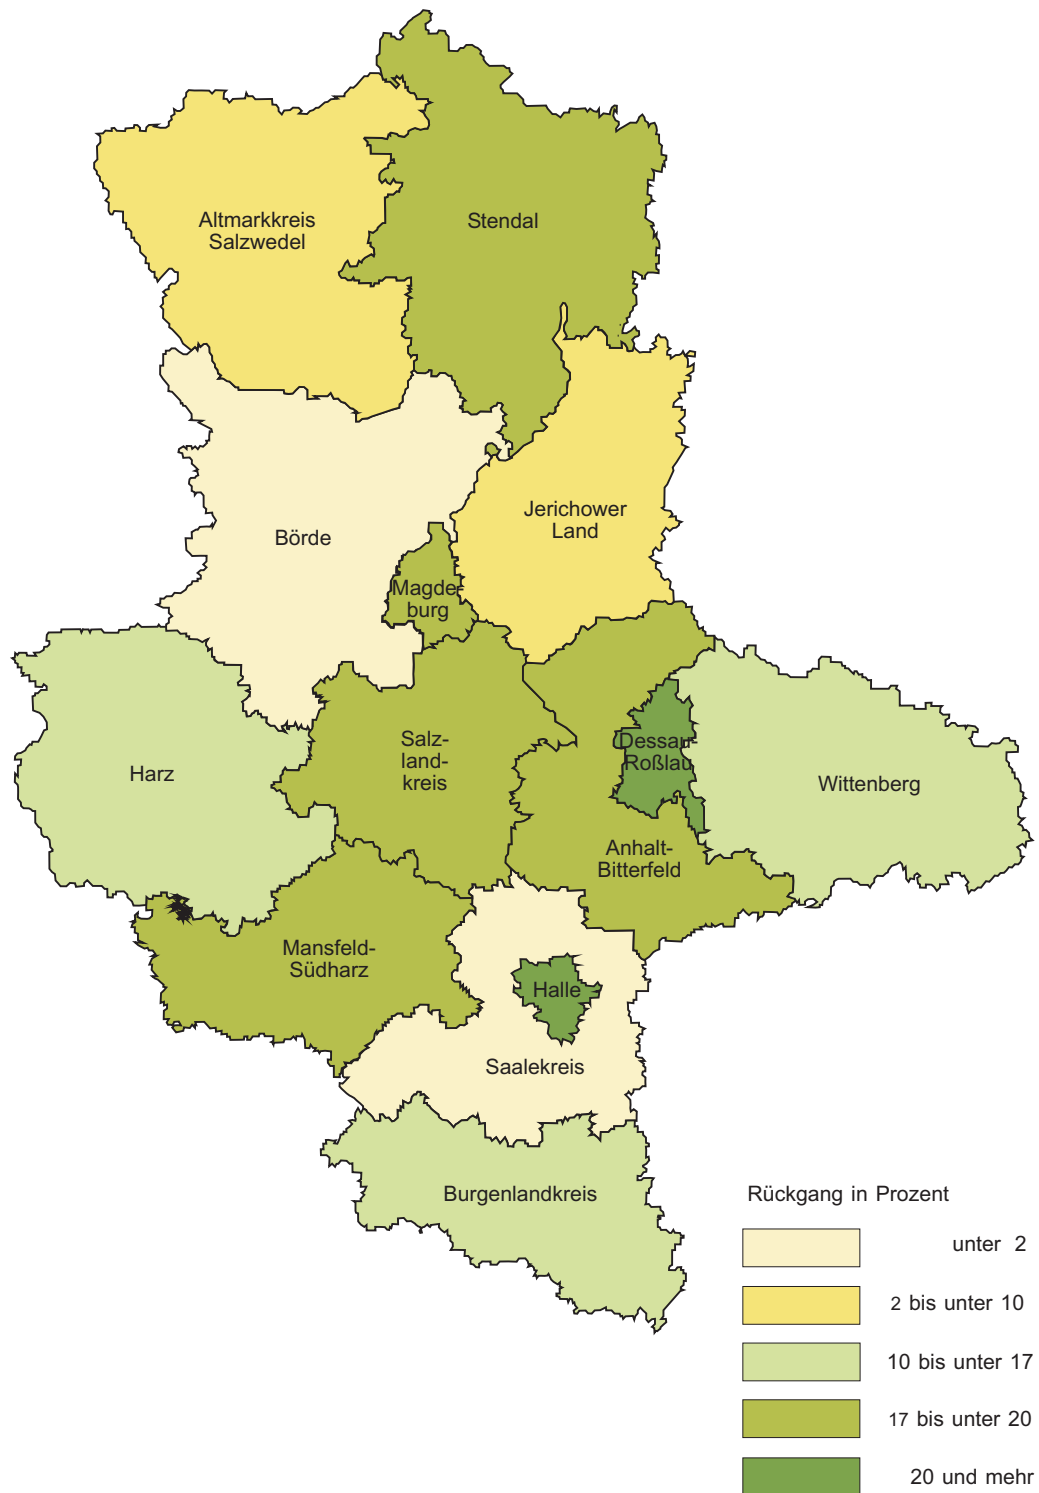 Altmarkkreis
Salzwedel
Stendal
Jerichower
Land
Börde
Magde-
burg
Salz-
land-
kreis
Dessau-
Roßlau
Harz
Wittenberg
Anhalt-
Bitterfeld
Mansfeld-
Südharz
Halle
Saalekreis
Burgenlandkreis
Rückgang in Prozent
unter 2
2 bis unter 10
10 bis unter 17
17 bis unter 20
20 und mehr